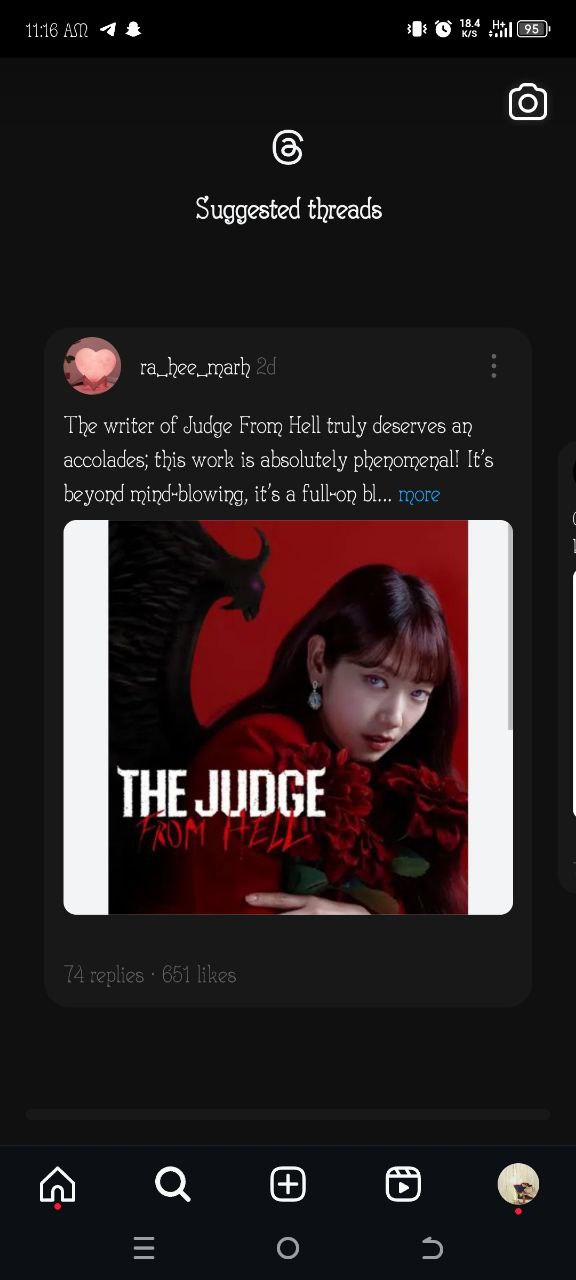 11:16 AM
18.4
K/S
H+
95
Suggested threads
ra_hee_marh 2d
The writer of Judge From Hell truly deserves an
accolades; this work is absolutely phenomenal! It's
beyond mind-blowing, it's a full-on bl... more
THE JUDGE
FROM HELL
74 replies · 651 likes